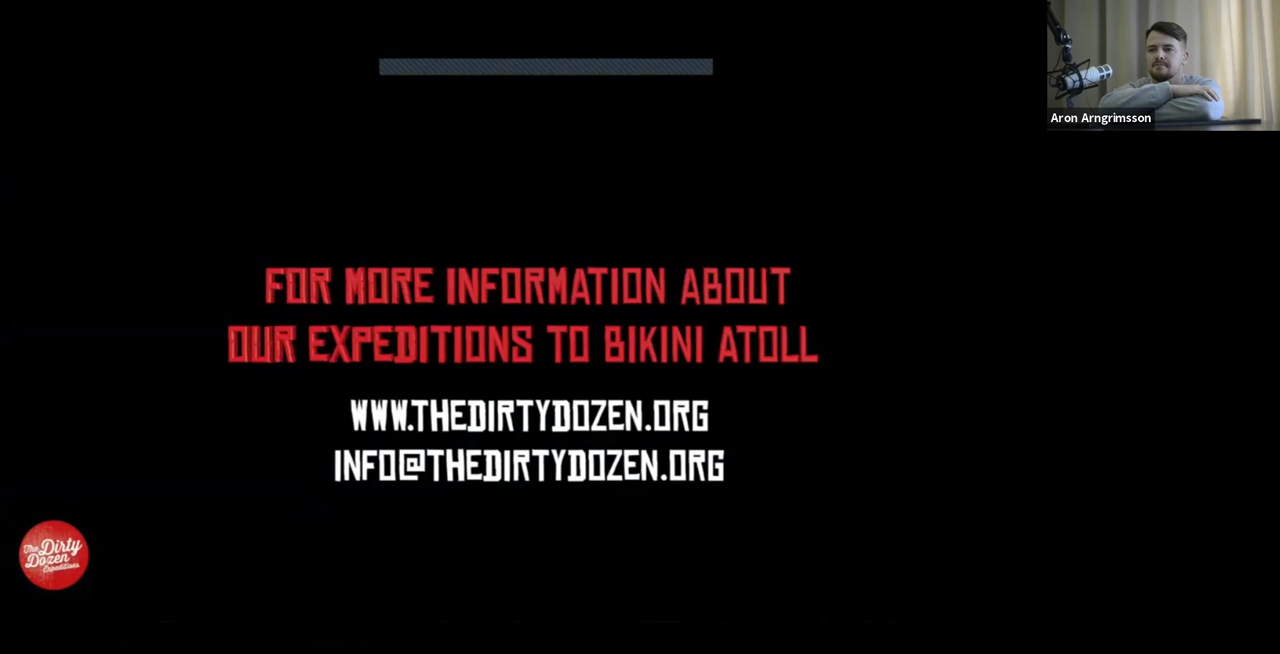 Aron Arngrimsson
FOR MORE INFORMATION ABOUT
OUR EXPEDITIONS TO BIKINI ATOLL
WWW.THEDIRTYDOZEN.ORG
INFO@THEDIRTYDOZEN.ORG
The Dirty
Dozen
Expeditions